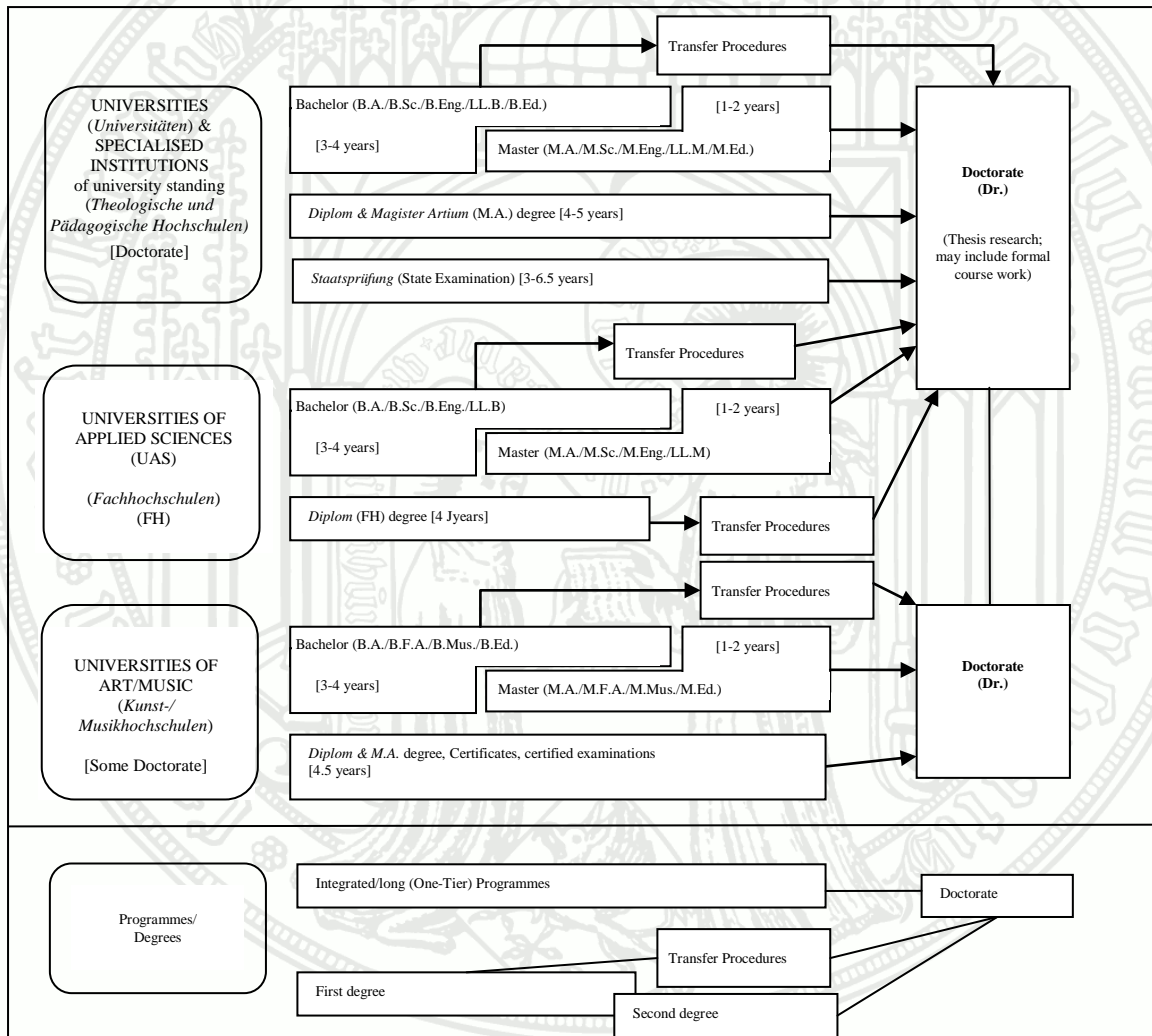 Transfer Procedures
UNIVERSITIES
(Universitäten) &
SPECIALISED
INSTITUTIONS
of university standing
(Theologische und
Pädagogische Hochschulen)
[Doctorate]
Bachelor (B.A./B.Sc./B.Eng./LL.B./B.Ed.)
[3-4 years]
[1-2 years]
Master (M.A./M.Sc./M.Eng./LL.M./M.Ed.)
Diplom & Magister Artium (M.A.) degree [4-5 years]
Staatsprüfung (State Examination) [3-6.5 years]
Doctorate
(Dr.)
(Thesis research;
may include formal
course work)
Transfer Procedures
UNIVERSITIES OF
APPLIED SCIENCES
(UAS)
(Fachhochschulen)
(FH)
Bachelor (B.A./B.Sc./B.Eng./LL.B)
[3-4 years]
[1-2 years]
Master (M.A./M.Sc./M.Eng./LL.M)
Diplom (FH) degree [4 Jyears]
Transfer Procedures
Transfer Procedures
UNIVERSITIES OF
ART/MUSIC
(Kunst-/
Musikhochschulen)
[Some Doctorate]
Bachelor (B.A./B.F.A./B.Mus./B.Ed.)
[3-4 years]
[1-2 years]
Master (M.A./M.F.A./M.Mus./M.Ed.)
Diplom & M.A. degree, Certificates, certified examinations
[4.5 years]
Doctorate
(Dr.)
Programmes/
Degrees
Integrated/long (One-Tier) Programmes
Doctorate
Transfer Procedures
First degree
Second degree